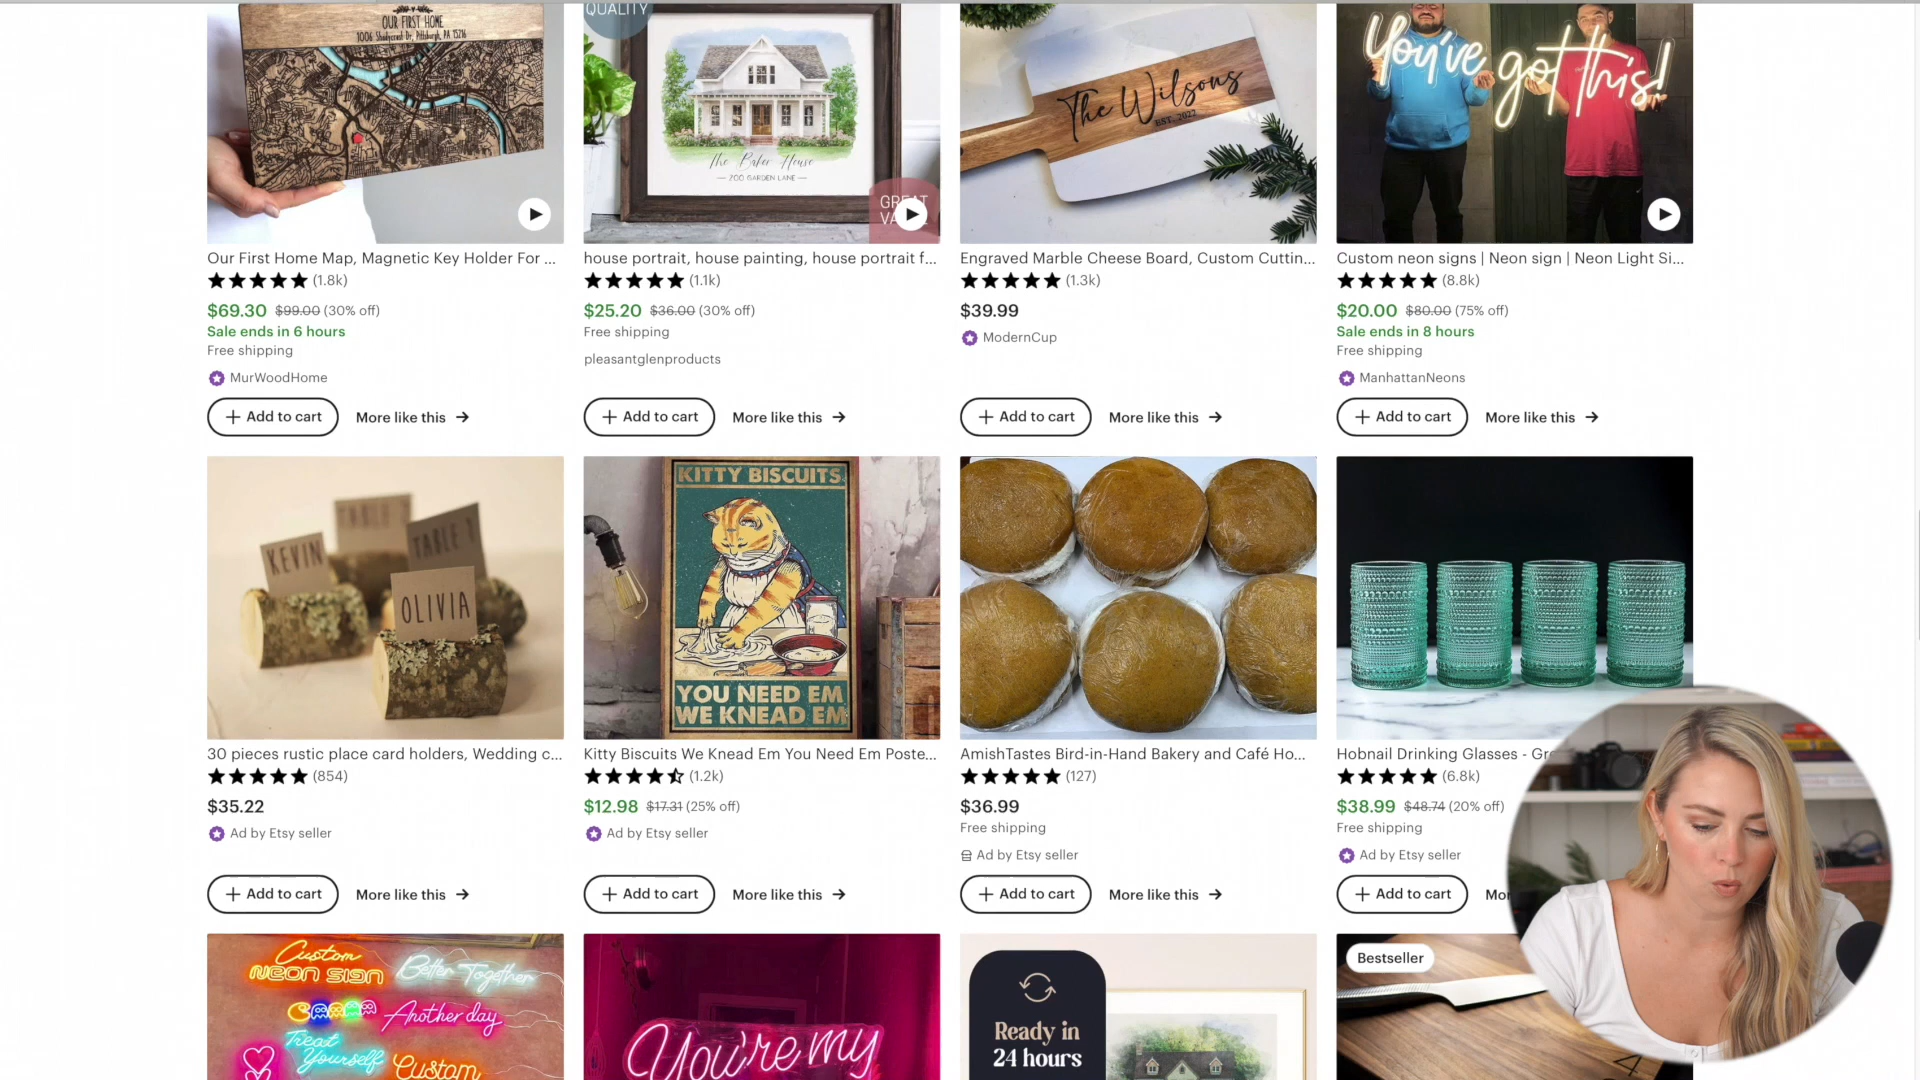 OUR FIRST HOME
1006 Shadycrest Dr, Pittsburgh, PA 15216
QUALITY
The Baker House
— 200 GARDEN LANE —
GREAT
The Wilsons
EST. 2022
You've got this!
Our First Home Map, Magnetic Key Holder For ...
(1.8k)
$69.30 $99.00 (30% off)
Sale ends in 6 hours
Free shipping
MurWoodHome
+ Add to cart More like this →
house portrait, house painting, house portrait f...
(1.1k)
$25.20 $36.00 (30% off)
Free shipping
pleasantglenproducts
+ Add to cart More like this →
Engraved Marble Cheese Board, Custom Cuttin...
(1.3k)
$39.99
ModernCup
+ Add to cart More like this →
Custom neon signs | Neon sign | Neon Light Si...
(8.8k)
$20.00 $80.00 (75% off)
Sale ends in 8 hours
Free shipping
ManhattanNeons
+ Add to cart More like this →
KEVIN
TABLE 1
OLIVIA
30 pieces rustic place card holders, Wedding c...
(854)
$35.22
Ad by Etsy seller
+ Add to cart More like this →
KITTY BISCUITS
YOU NEED EM
WE KNEAD EM
Kitty Biscuits We Knead Em You Need Em Poste...
(1.2k)
$12.98 $17.31 (25% off)
Ad by Etsy seller
+ Add to cart More like this →
AmishTastes Bird-in-Hand Bakery and Café Ho...
(127)
$36.99
Free shipping
Ad by Etsy seller
+ Add to cart More like this →
Hobnail Drinking Glasses - Gr
(6.8k)
$38.99 $48.74 (20% off)
Free shipping
Ad by Etsy seller
+ Add to cart Mor
Custom
NEON SIGN
Better Together
Another day
Treat
Yourself
Custom
You're my
Ready in
24 hours
Bestseller